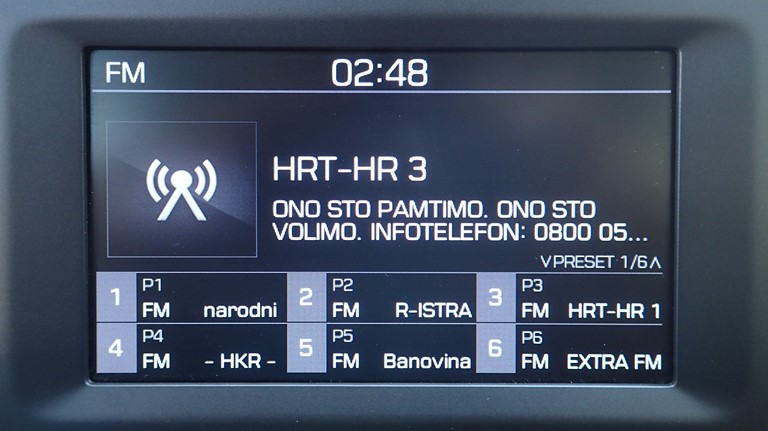 FM 02:48
HRT-HR 3
ONO STO PAMTIMO. ONO STO
VOLIMO. INFOTELEFON: 0800 05...
V PRESET 1/6 Λ
1 P1 2 P2 3 P3
FM narodni FM R-ISTRA FM HRT-HR 1
4 P4 5 P5 6 P6
FM - HKR - FM Banovina FM EXTRA FM